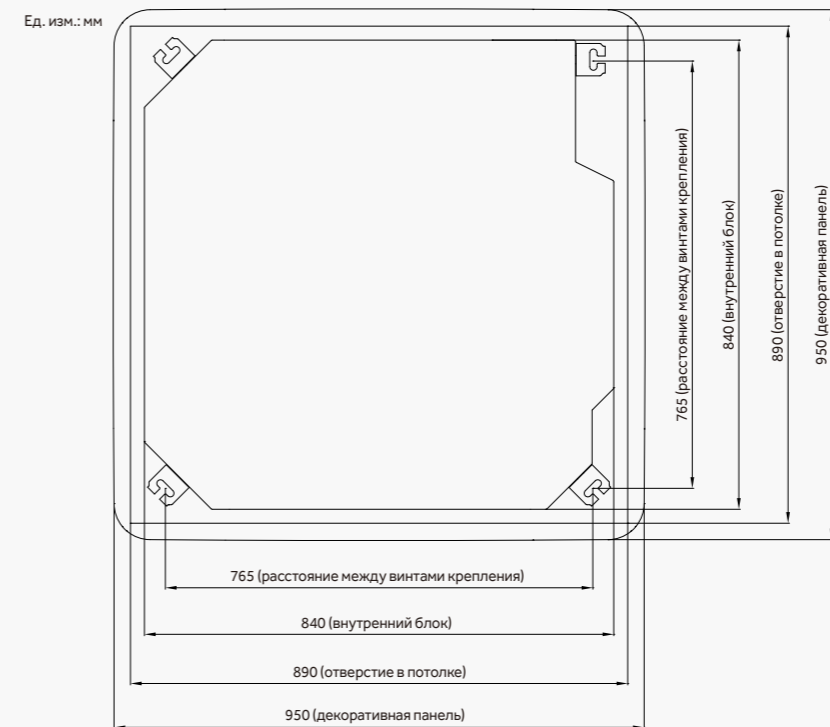 Ед. изм.: мм
765 (расстояние между винтами крепления)
840 (внутренний блок)
890 (отверстие в потолке)
950 (декоративная панель)
765 (расстояние между винтами крепления)
840 (внутренний блок)
890 (отверстие в потолке)
950 (декоративная панель)